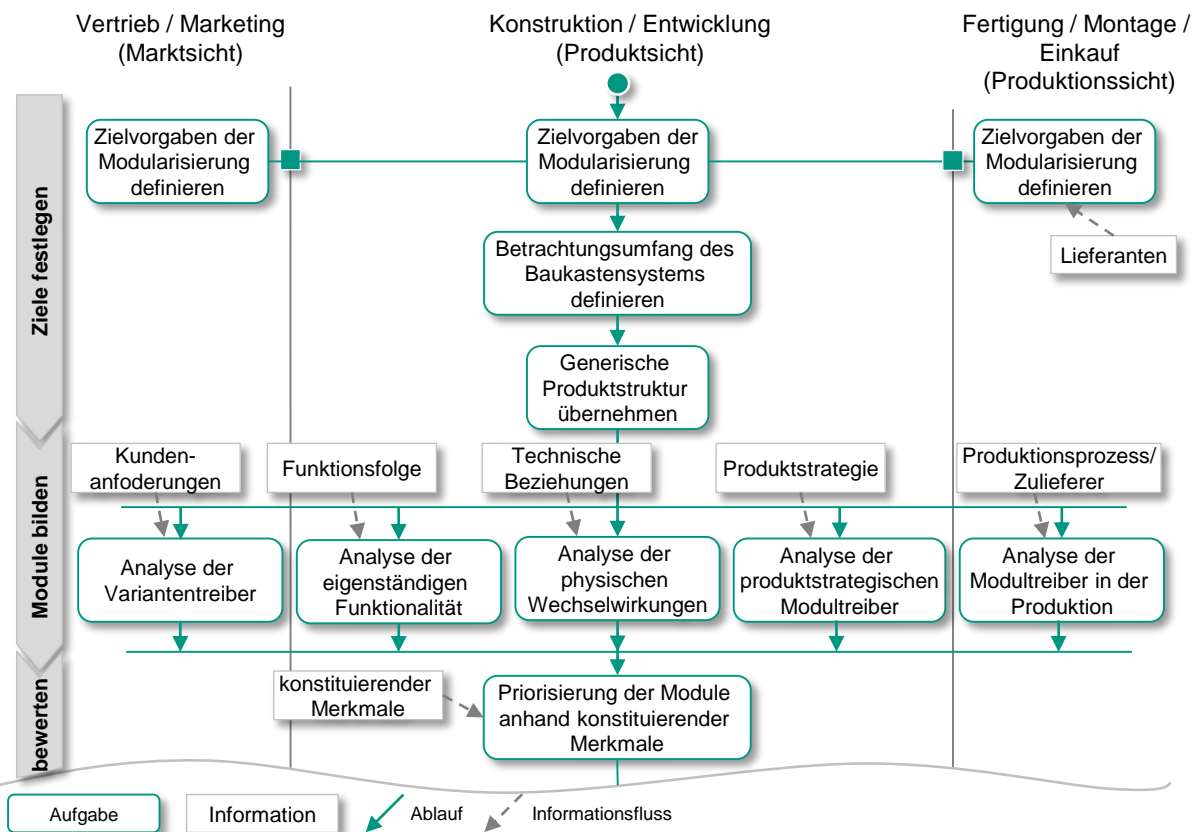 Vertrieb / Marketing
(Marktsicht)
Konstruktion / Entwicklung
(Produktsicht)
Fertigung / Montage /
Einkauf
(Produktionssicht)
Ziele festlegen
Zielvorgaben der
Modularisierung
definieren
Zielvorgaben der
Modularisierung
definieren
Zielvorgaben der
Modularisierung
definieren
Lieferanten
Betrachtungsumfang des
Baukastensystems
definieren
Generische
Produktstruktur
übernehmen
Module bilden
Kunden-
anfoderungen
Funktionsfolge
Technische
Beziehungen
Produktstrategie
Produktionsprozess/
Zulieferer
Analyse der
Variantentreiber
Analyse der
eigenständigen
Funktionalität
Analyse der
physischen
Wechselwirkungen
Analyse der
produktstrategischen
Modultreiber
Analyse der
Modultreiber in der
Produktion
bewerten
konstituierender
Merkmale
Priorisierung der Module
anhand konstituierender
Merkmale
Aufgabe
Information
Ablauf
Informationsfluss